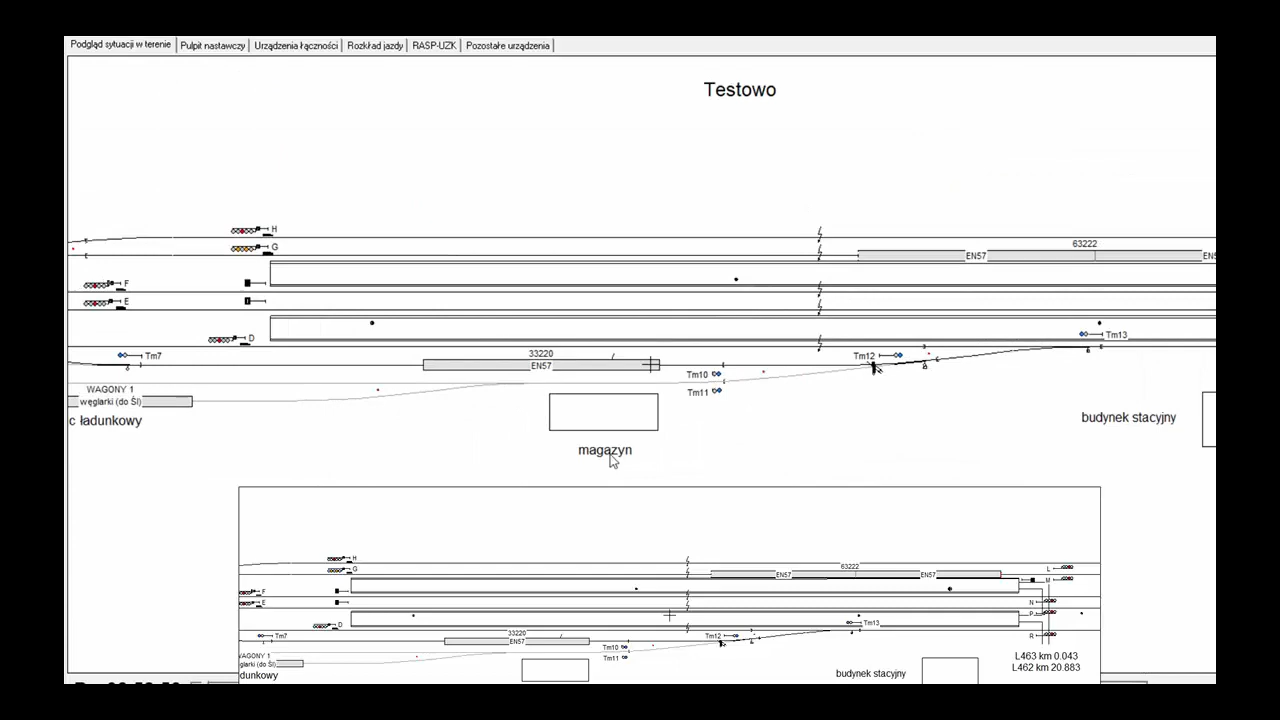 Podgląd sytuacji w terenie Pulpit nastawczy Urządzenia łączności Rozkład jazdy RASP-UZK Pozostałe urządzenia
Testowo
H
G
63222
EN57
F
E
D
Tm13
Tm7
33220
EN57
Tm12
Tm10
Tm11
WAGONY 1
węglarki (do Śl)
c ładunkowy
budynek stacyjny
magazyn
H
G
63222
EN57
EN57
L
M
F
E
N
P
D
Tm13
R
Tm7
33220
EN57
Tm12
Tm10
Tm11
WAGONY 1
glarki (do Śl)
dunkowy
budynek stacyjny
L463 km 0.043
L462 km 20.883